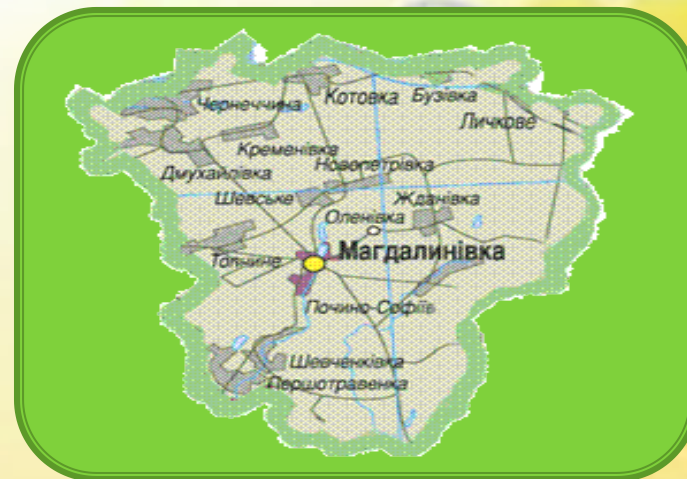 Котовка
Бузівка
Чернеччина
Личкове
Кременівка
Новопетрівка
Дмухайлівка
Шевське
Жданівка
Оленівка
Магдалинівка
Топчине
Почино-Софіїв
Шевченківка
Першотравенка